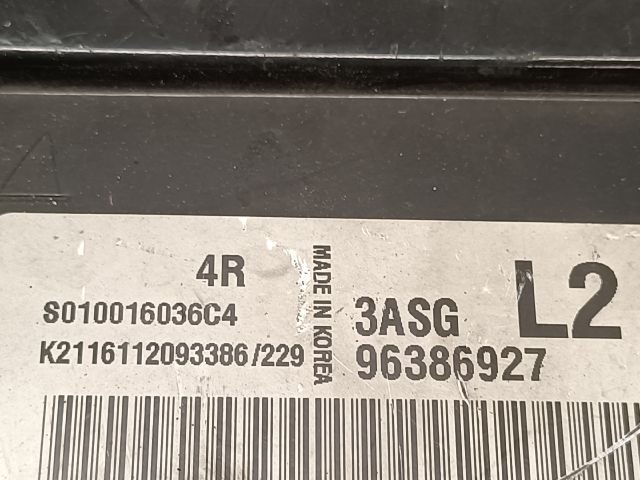 4R
S010016036C4
K2116112093386/229
MADE IN KOREA
3ASG
L2
96386927